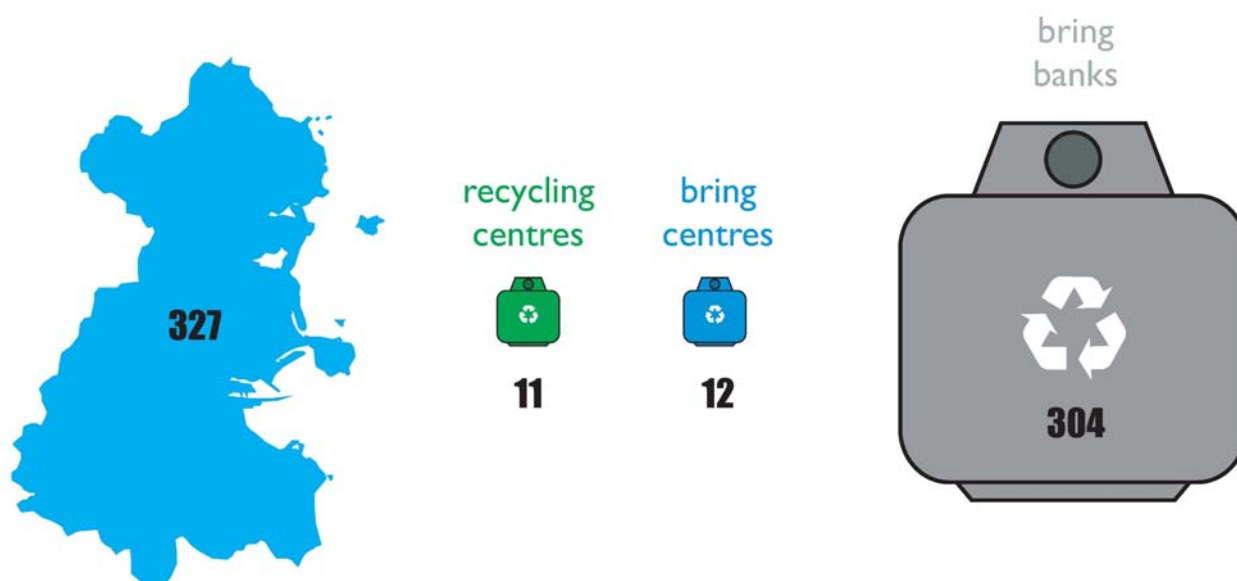 327
recycling
centres
11
bring
centres
12
bring
banks
304